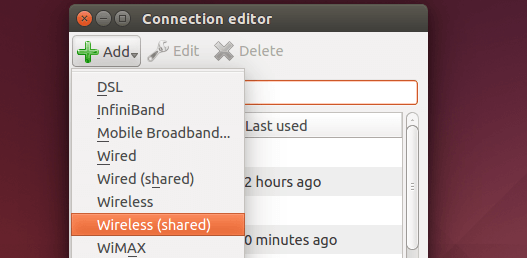 Connection editor
Add Edit Delete
Last used
DSL
InfiniBand
Mobile Broadband...
Wired
Wired (shared)
2 hours ago
Wireless
Wireless (shared)
0 minutes ago
WiMAX